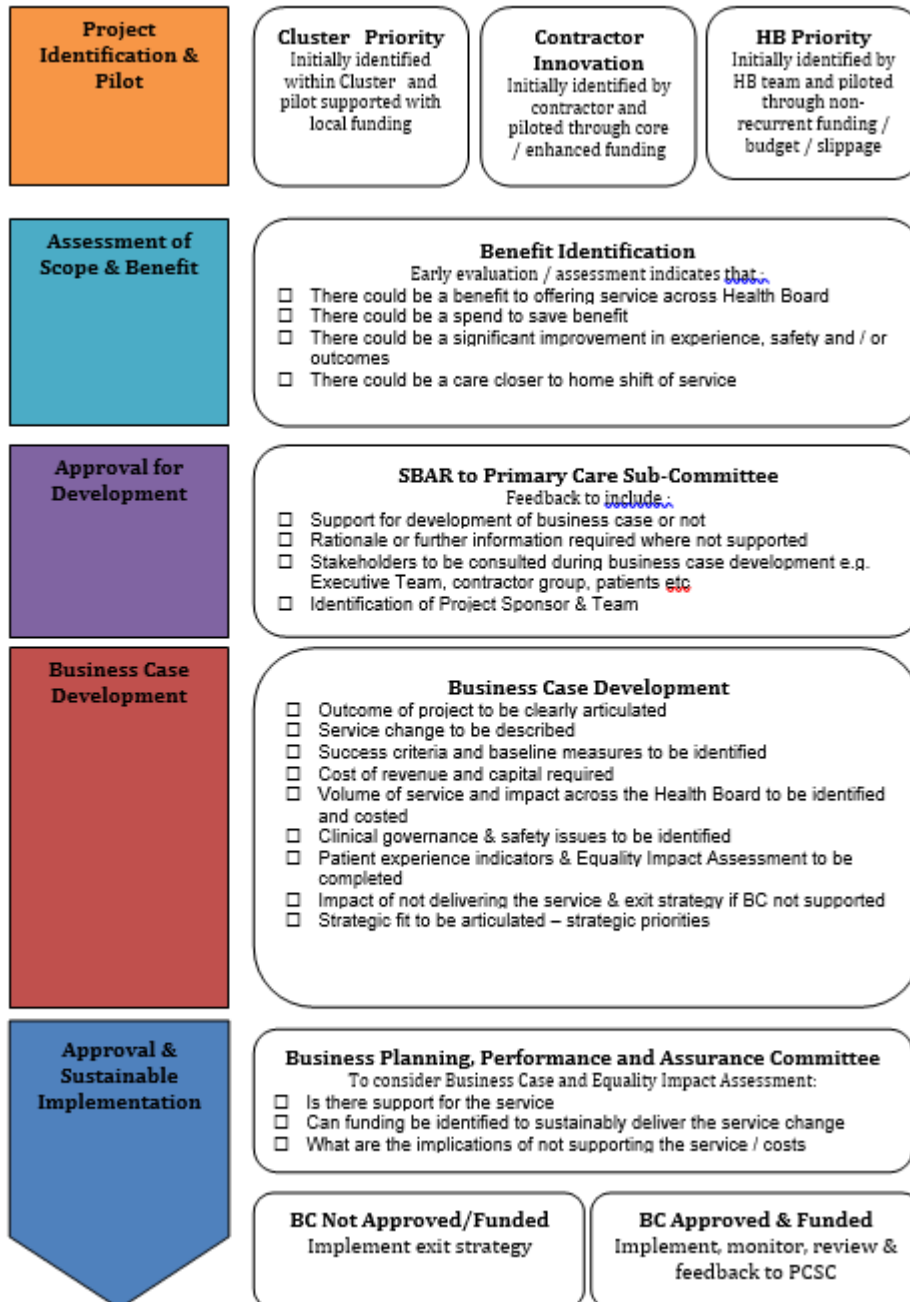 Project
Identification &
Pilot
Cluster Priority
Initially identified
within Cluster and
pilot supported with
local funding
Contractor
Innovation
Initially identified by
contractor and
piloted through core
/ enhanced funding
HB Priority
Initially identified by
HB team and piloted
through non-
recurrent funding /
budget / slippage
Assessment of
Scope & Benefit
Benefit Identification
Early evaluation / assessment indicates that :
☐ There could be a benefit to offering service across Health Board
☐ There could be a spend to save benefit
☐ There could be a significant improvement in experience, safety and / or
outcomes
☐ There could be a care closer to home shift of service
Approval for
Development
SBAR to Primary Care Sub-Committee
Feedback to include :
☐ Support for development of business case or not
☐ Rationale or further information required where not supported
☐ Stakeholders to be consulted during business case development e.g.
Executive Team, contractor group, patients etc
☐ Identification of Project Sponsor & Team
Business Case
Development
Business Case Development
☐ Outcome of project to be clearly articulated
☐ Service change to be described
☐ Success criteria and baseline measures to be identified
☐ Cost of revenue and capital required
☐ Volume of service and impact across the Health Board to be identified
and costed
☐ Clinical governance & safety issues to be identified
☐ Patient experience indicators & Equality Impact Assessment to be
completed
☐ Impact of not delivering the service & exit strategy if BC not supported
☐ Strategic fit to be articulated – strategic priorities
Approval &
Sustainable
Implementation
Business Planning, Performance and Assurance Committee
To consider Business Case and Equality Impact Assessment:
☐ Is there support for the service
☐ Can funding be identified to sustainably deliver the service change
☐ What are the implications of not supporting the service / costs
BC Not Approved/Funded
Implement exit strategy
BC Approved & Funded
Implement, monitor, review &
feedback to PCSC